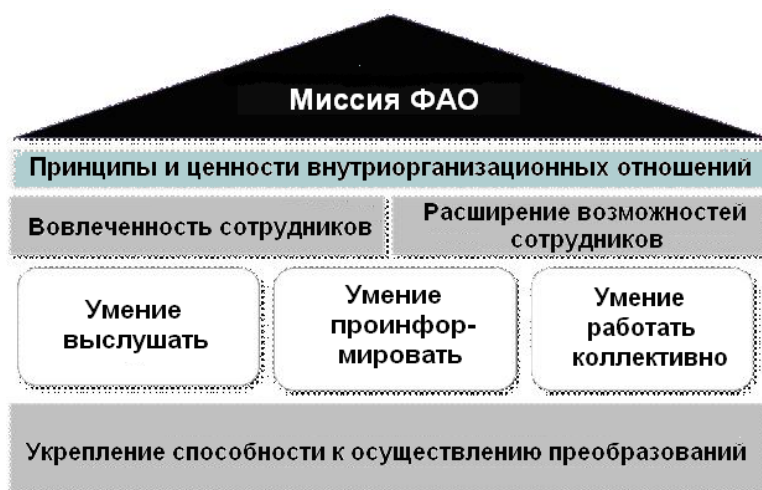 Миссия ФАО
Принципы и ценности внутриорганизационных отношений
Вовлеченность сотрудников
Расширение возможностей
сотрудников
Умение
выслушать
Умение
проинфор-
мировать
Умение
работать
коллективно
Укрепление способности к осуществлению преобразований